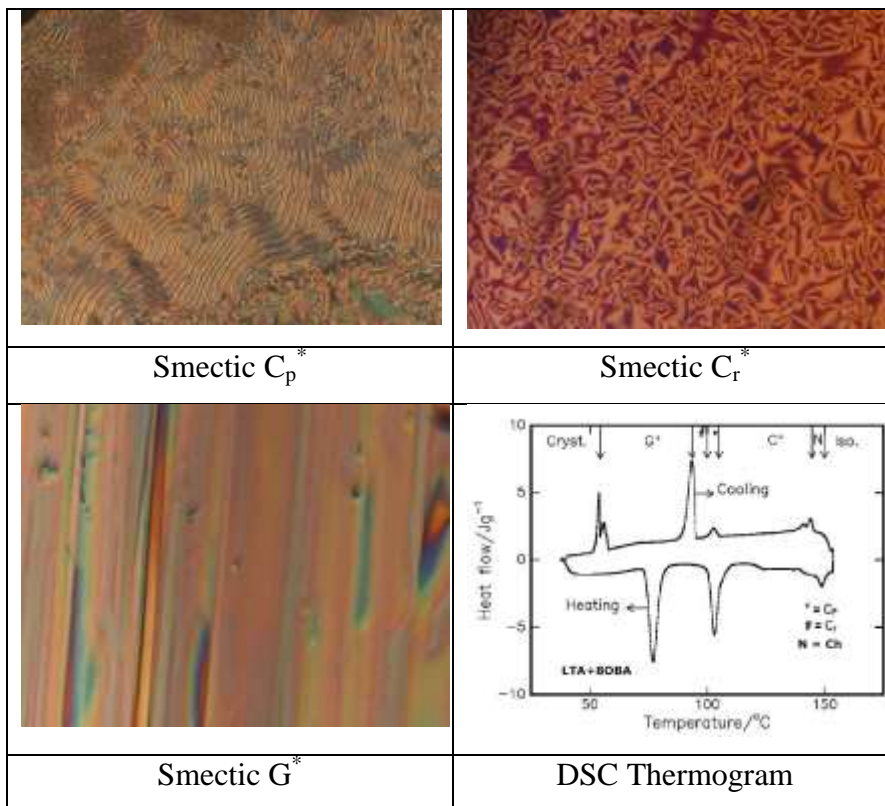 Smectic Cp*
Smectic Cr*
10
5
0
−5
−10
Heat flow/Jg⁻¹
Cryst.
G*
C*
N
Iso.
Cooling
Heating
* = Cp
F = Cr
N = Ch
LTA+BOBA
50
100
150
Temperature/°C
Smectic G*
DSC Thermogram